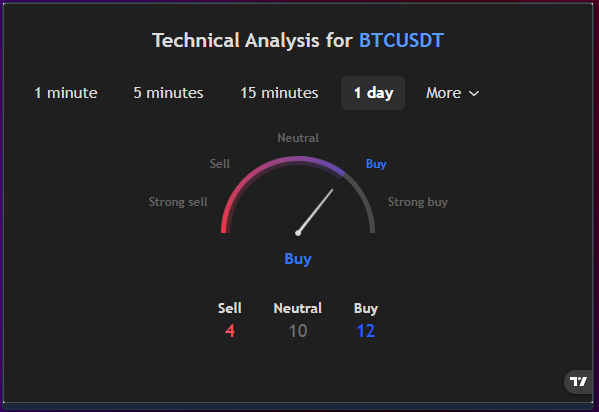 Technical Analysis for BTCUSDT
1 minute 5 minutes 15 minutes 1 day More
Neutral
Sell Buy
Strong sell Strong buy
Buy
Sell Neutral Buy
4 10 12